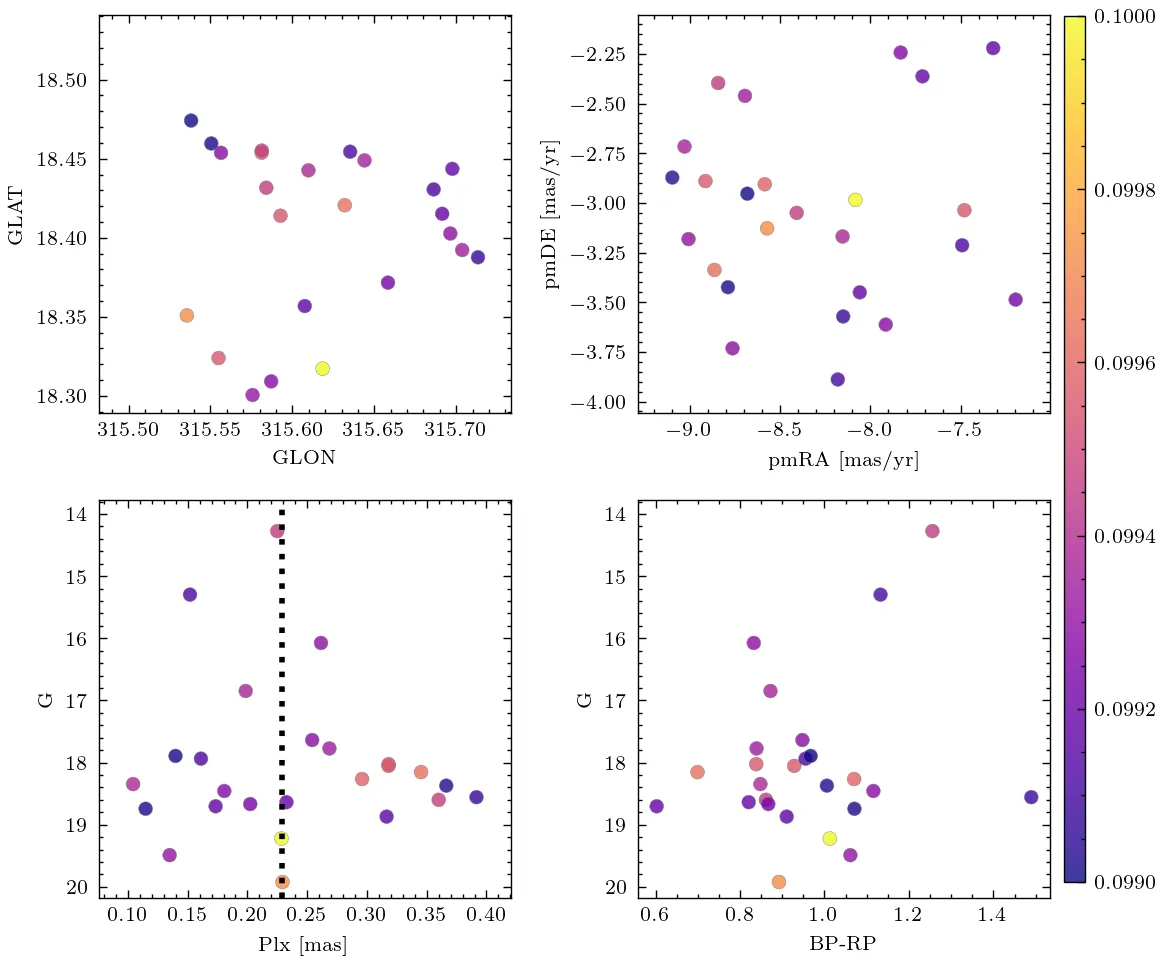 18.50
18.45
18.40
18.35
18.30
GLAT
315.50 315.55 315.60 315.65 315.70
GLON
−2.25
−2.50
−2.75
−3.00
−3.25
−3.50
−3.75
−4.00
pmDE [mas/yr]
−9.0 −8.5 −8.0 −7.5
pmRA [mas/yr]
14
15
16
17
18
19
20
G
0.10 0.15 0.20 0.25 0.30 0.35 0.40
Plx [mas]
14
15
16
17
18
19
20
G
0.6 0.8 1.0 1.2 1.4
BP-RP
0.1000
0.0998
0.0996
0.0994
0.0992
0.0990